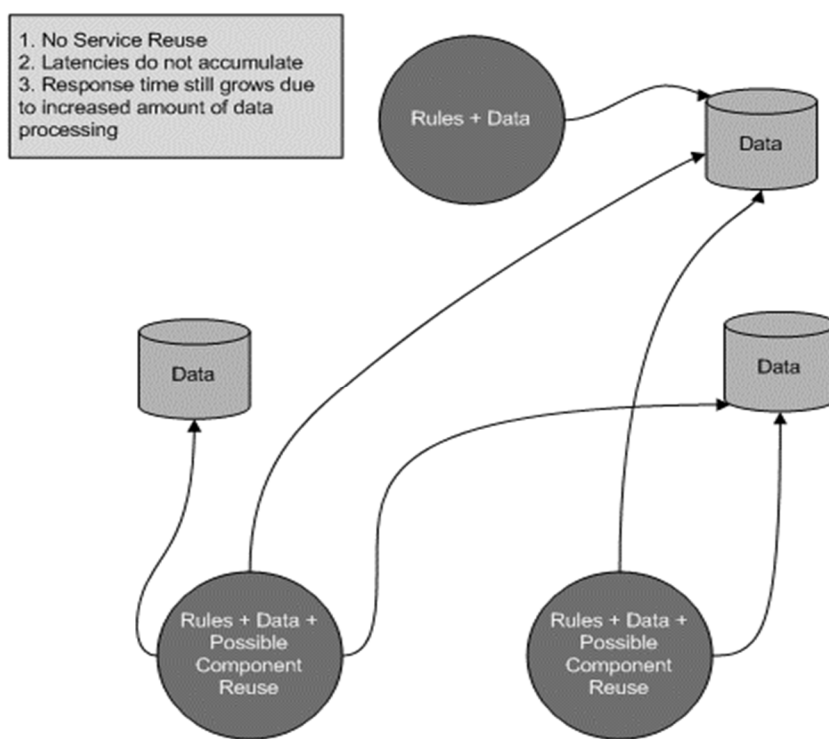 1. No Service Reuse
2. Latencies do not accumulate
3. Response time still grows due
to increased amount of data
processing
Rules + Data
Data
Data
Data
Rules + Data +
Possible
Component
Reuse
Rules + Data +
Possible
Component
Reuse